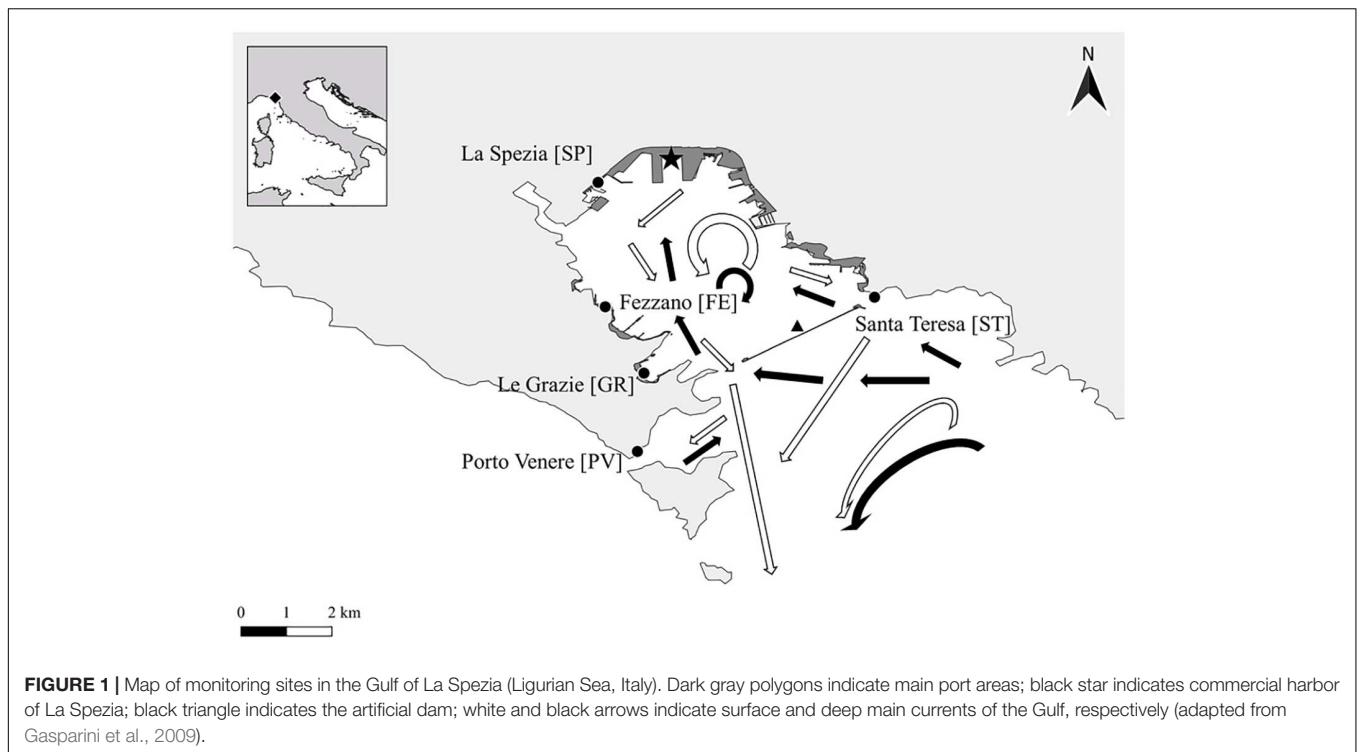 N
La Spezia [SP]
Fezzano [FE]
Santa Teresa [ST]
Le Grazie [GR]
Porto Venere [PV]
0 1 2 km
FIGURE 1 | Map of monitoring sites in the Gulf of La Spezia (Ligurian Sea, Italy). Dark gray polygons indicate main port areas; black star indicates commercial harbor
of La Spezia; black triangle indicates the artificial dam; white and black arrows indicate surface and deep main currents of the Gulf, respectively (adapted from
Gasparini et al., 2009).